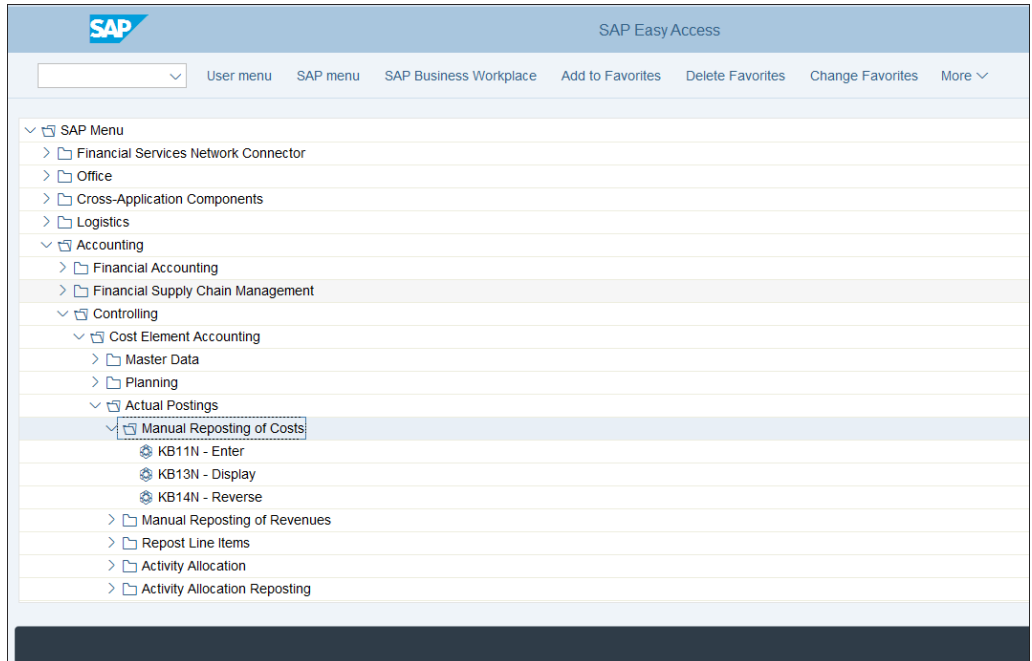 SAP SAP Easy Access
User menu SAP menu SAP Business Workplace Add to Favorites Delete Favorites Change Favorites More
SAP Menu
Financial Services Network Connector
Office
Cross-Application Components
Logistics
Accounting
Financial Accounting
Financial Supply Chain Management
Controlling
Cost Element Accounting
Master Data
Planning
Actual Postings
Manual Reposting of Costs
KB11N - Enter
KB13N - Display
KB14N - Reverse
Manual Reposting of Revenues
Repost Line Items
Activity Allocation
Activity Allocation Reposting